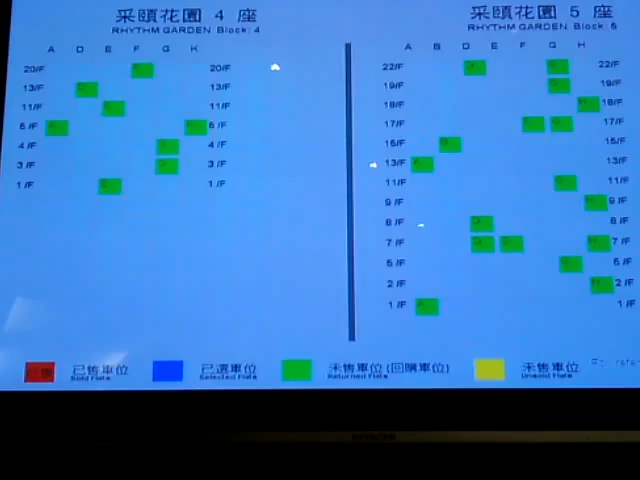 采頤花園 4 座
RHYTHM GARDEN Block: 4
A D E F G H
20/F 20/F
13/F 13/F
11/F 11/F
5 /F 5 /F
4 /F 4 /F
3 /F 3 /F
1 /F 1 /F
采頤花園 5 座
RHYTHM GARDEN Block: 5
A B D E F G H
22/F 22/F
19/F 19/F
18/F 18/F
17/F 17/F
15/F 15/F
13/F 13/F
11/F 11/F
9 /F 9 /F
8 /F 8 /F
7 /F 7 /F
5 /F 5 /F
2 /F 2 /F
1 /F 1 /F
已售單位
Sold Flats
已選單位
Selected Flats
未售單位(回購單位)
Returned Flats
未售單位
Unsold Flats